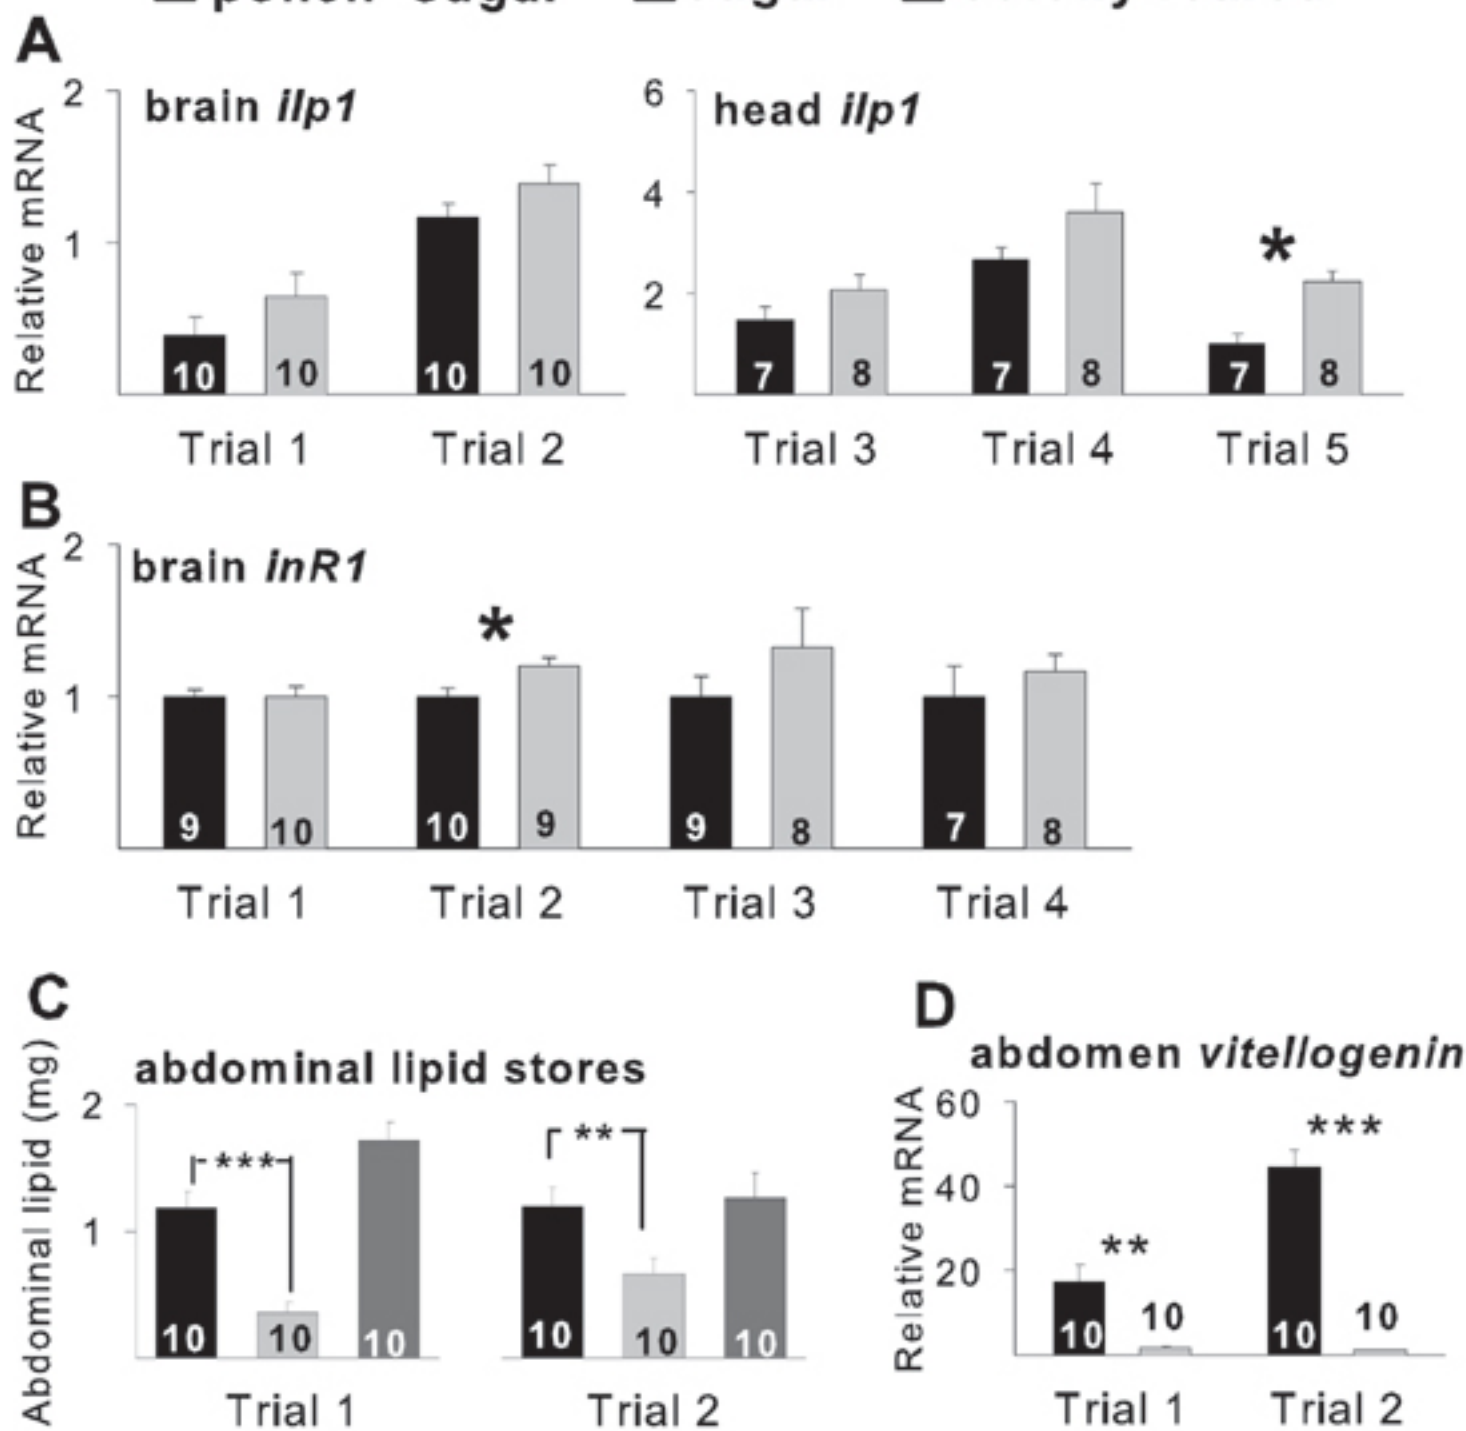 A
brain ilp1
head ilp1
Relative mRNA
2
1
6
4
2
*
10 10 10 10
7 8 7 8 7 8
Trial 1 Trial 2
Trial 3 Trial 4 Trial 5
B
brain inR1
Relative mRNA
2
1
*
9 10 10 9 9 8 7 8
Trial 1 Trial 2 Trial 3 Trial 4
C
abdominal lipid stores
Abdominal lipid (mg)
2
1
*** **
10 10 10 10 10 10
Trial 1 Trial 2
D
abdomen vitellogenin
Relative mRNA
60
40
20
** ***
10 10 10 10
Trial 1 Trial 2